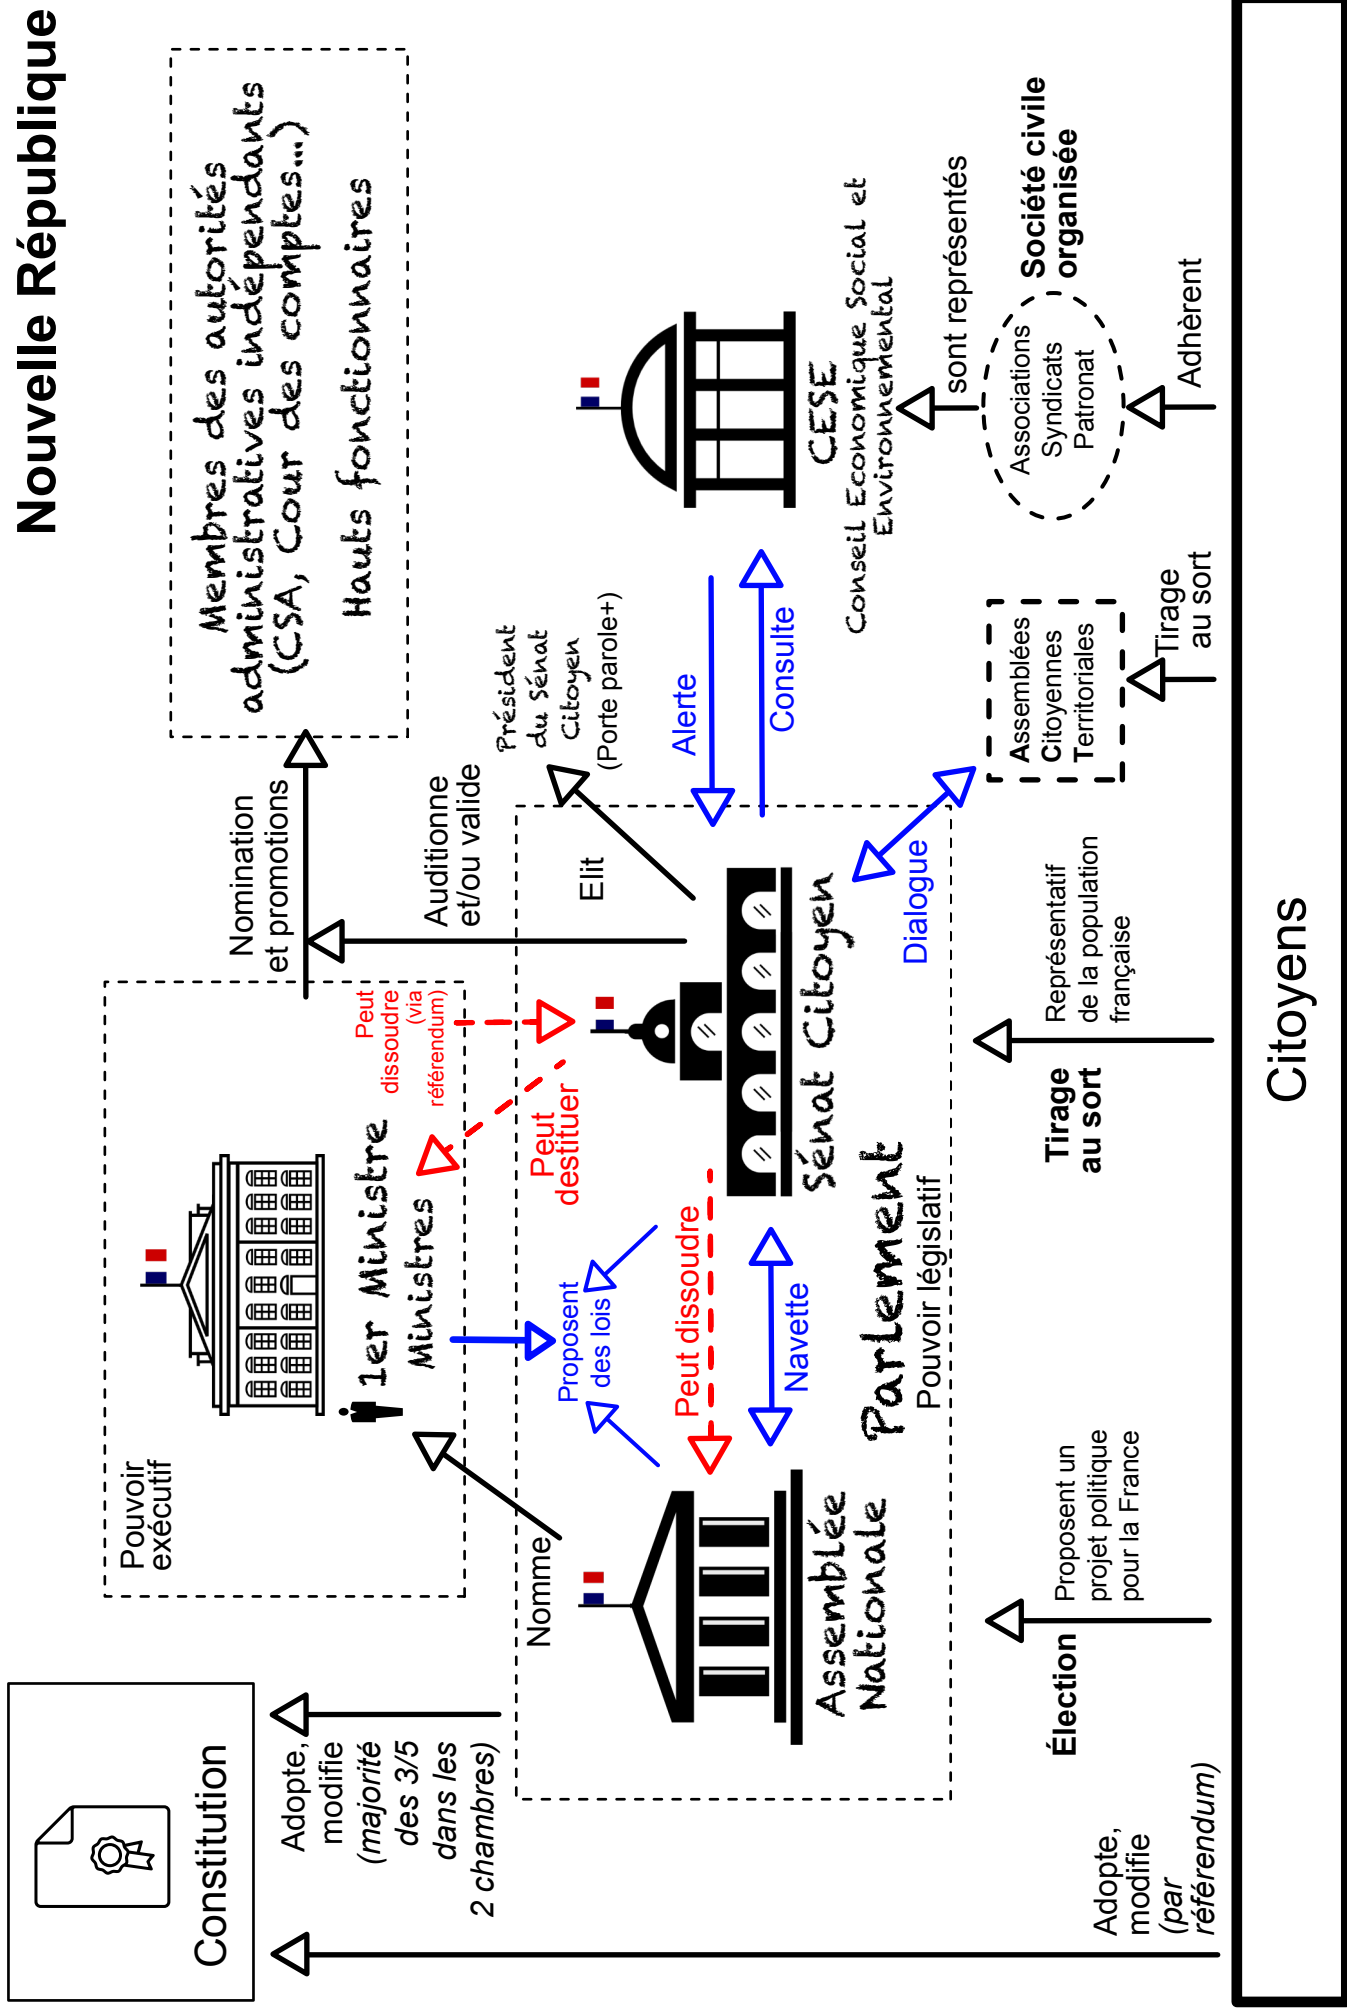 Nouvelle République
Constitution
Adopte,
modifie
(majorité
des 3/5
dans les
2 chambres)
Pouvoir
exécutif
1er Ministre
Ministres
Nomination
et promotions
Membres des autorités
administratives indépendants
(CSA, Cour des comptes...)
Hauts fonctionnaires
Peut
dissoudre
(via
référendum)
Auditionne
et/ou valide
Nomme
Peut
destituer
Elit
Président
du Sénat
Citoyen
(Porte parole+)
Proposent
des lois
Peut dissoudre
Navette
Alerte
Consulte
Assemblée
Nationale
Sénat Citoyen
Parlement
Pouvoir législatif
Dialogue
CESE
Conseil Economique Social et
Environnemental
sont représentés
Adopte,
modifie
(par
référendum)
Élection
Proposent un
projet politique
pour la France
Tirage
au sort
Représentatif
de la population
française
Assemblées
Citoyennes
Territoriales
Tirage
au sort
Associations
Syndicats
Patronat
Société civile
organisée
Adhèrent
Citoyens